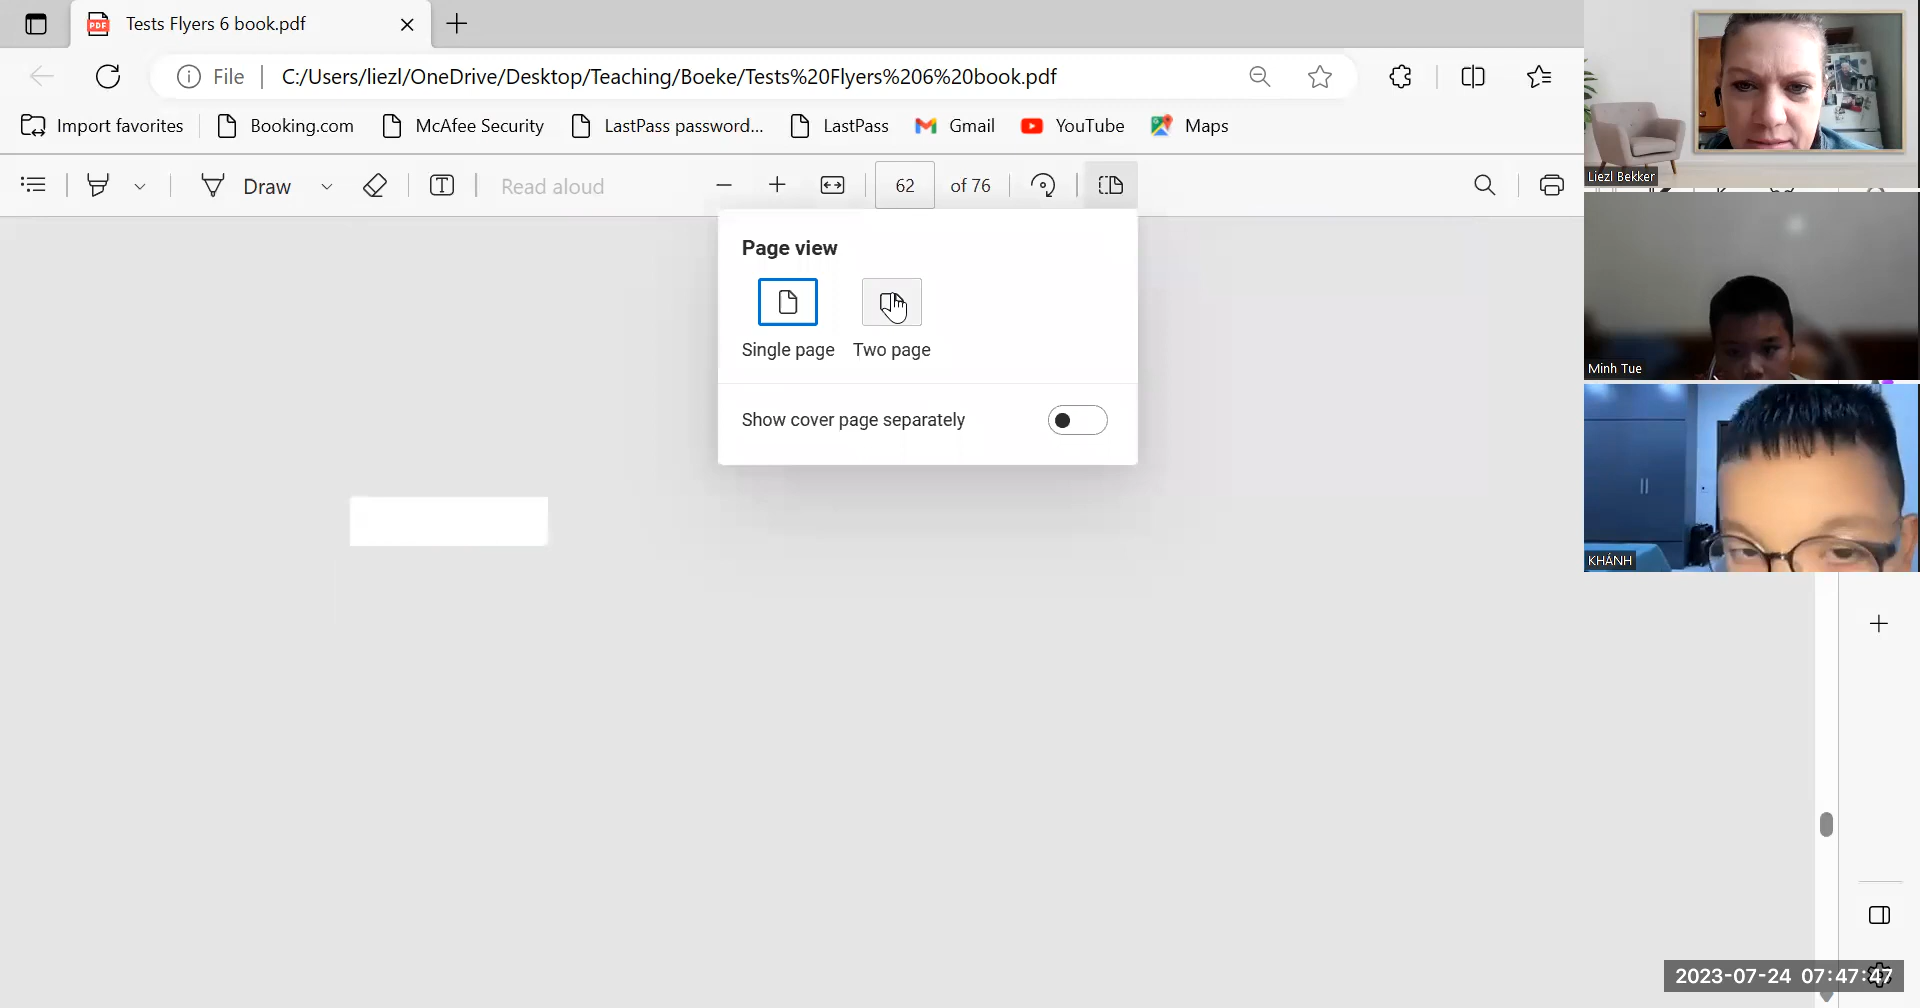 Tests Flyers 6 book.pdf
File
C:/Users/liezl/OneDrive/Desktop/Teaching/Boeke/Tests%20Flyers%206%20book.pdf
Import favorites
Booking.com
McAfee Security
LastPass password...
LastPass
Gmail
YouTube
Maps
Draw
Read aloud
62
of 76
Page view
Single page
Two page
Show cover page separately
Liezl Bekker
Minh Tue
KHÁNH
2023-07-24 07:47:47